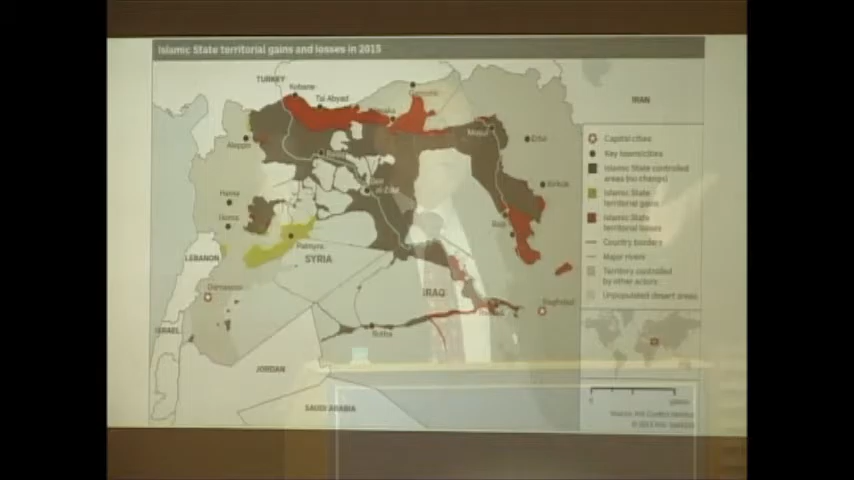 Islamic State territorial gains and losses in 2015
TURKEY
Kobane
Tal Abyad
IRAN
Mosul
Erbil
Aleppo
Capital cities
Key towns/cities
Islamic State controlled
areas (no change)
Islamic State
territorial gains
Islamic State
territorial losses
Country borders
Major rivers
Territory controlled
by other actors
Unpopulated desert areas
Hama
Homs
Palmyra
LEBANON
SYRIA
Damascus
IRAQ
Baghdad
Rutba
ISRAEL
JORDAN
SAUDI ARABIA
0